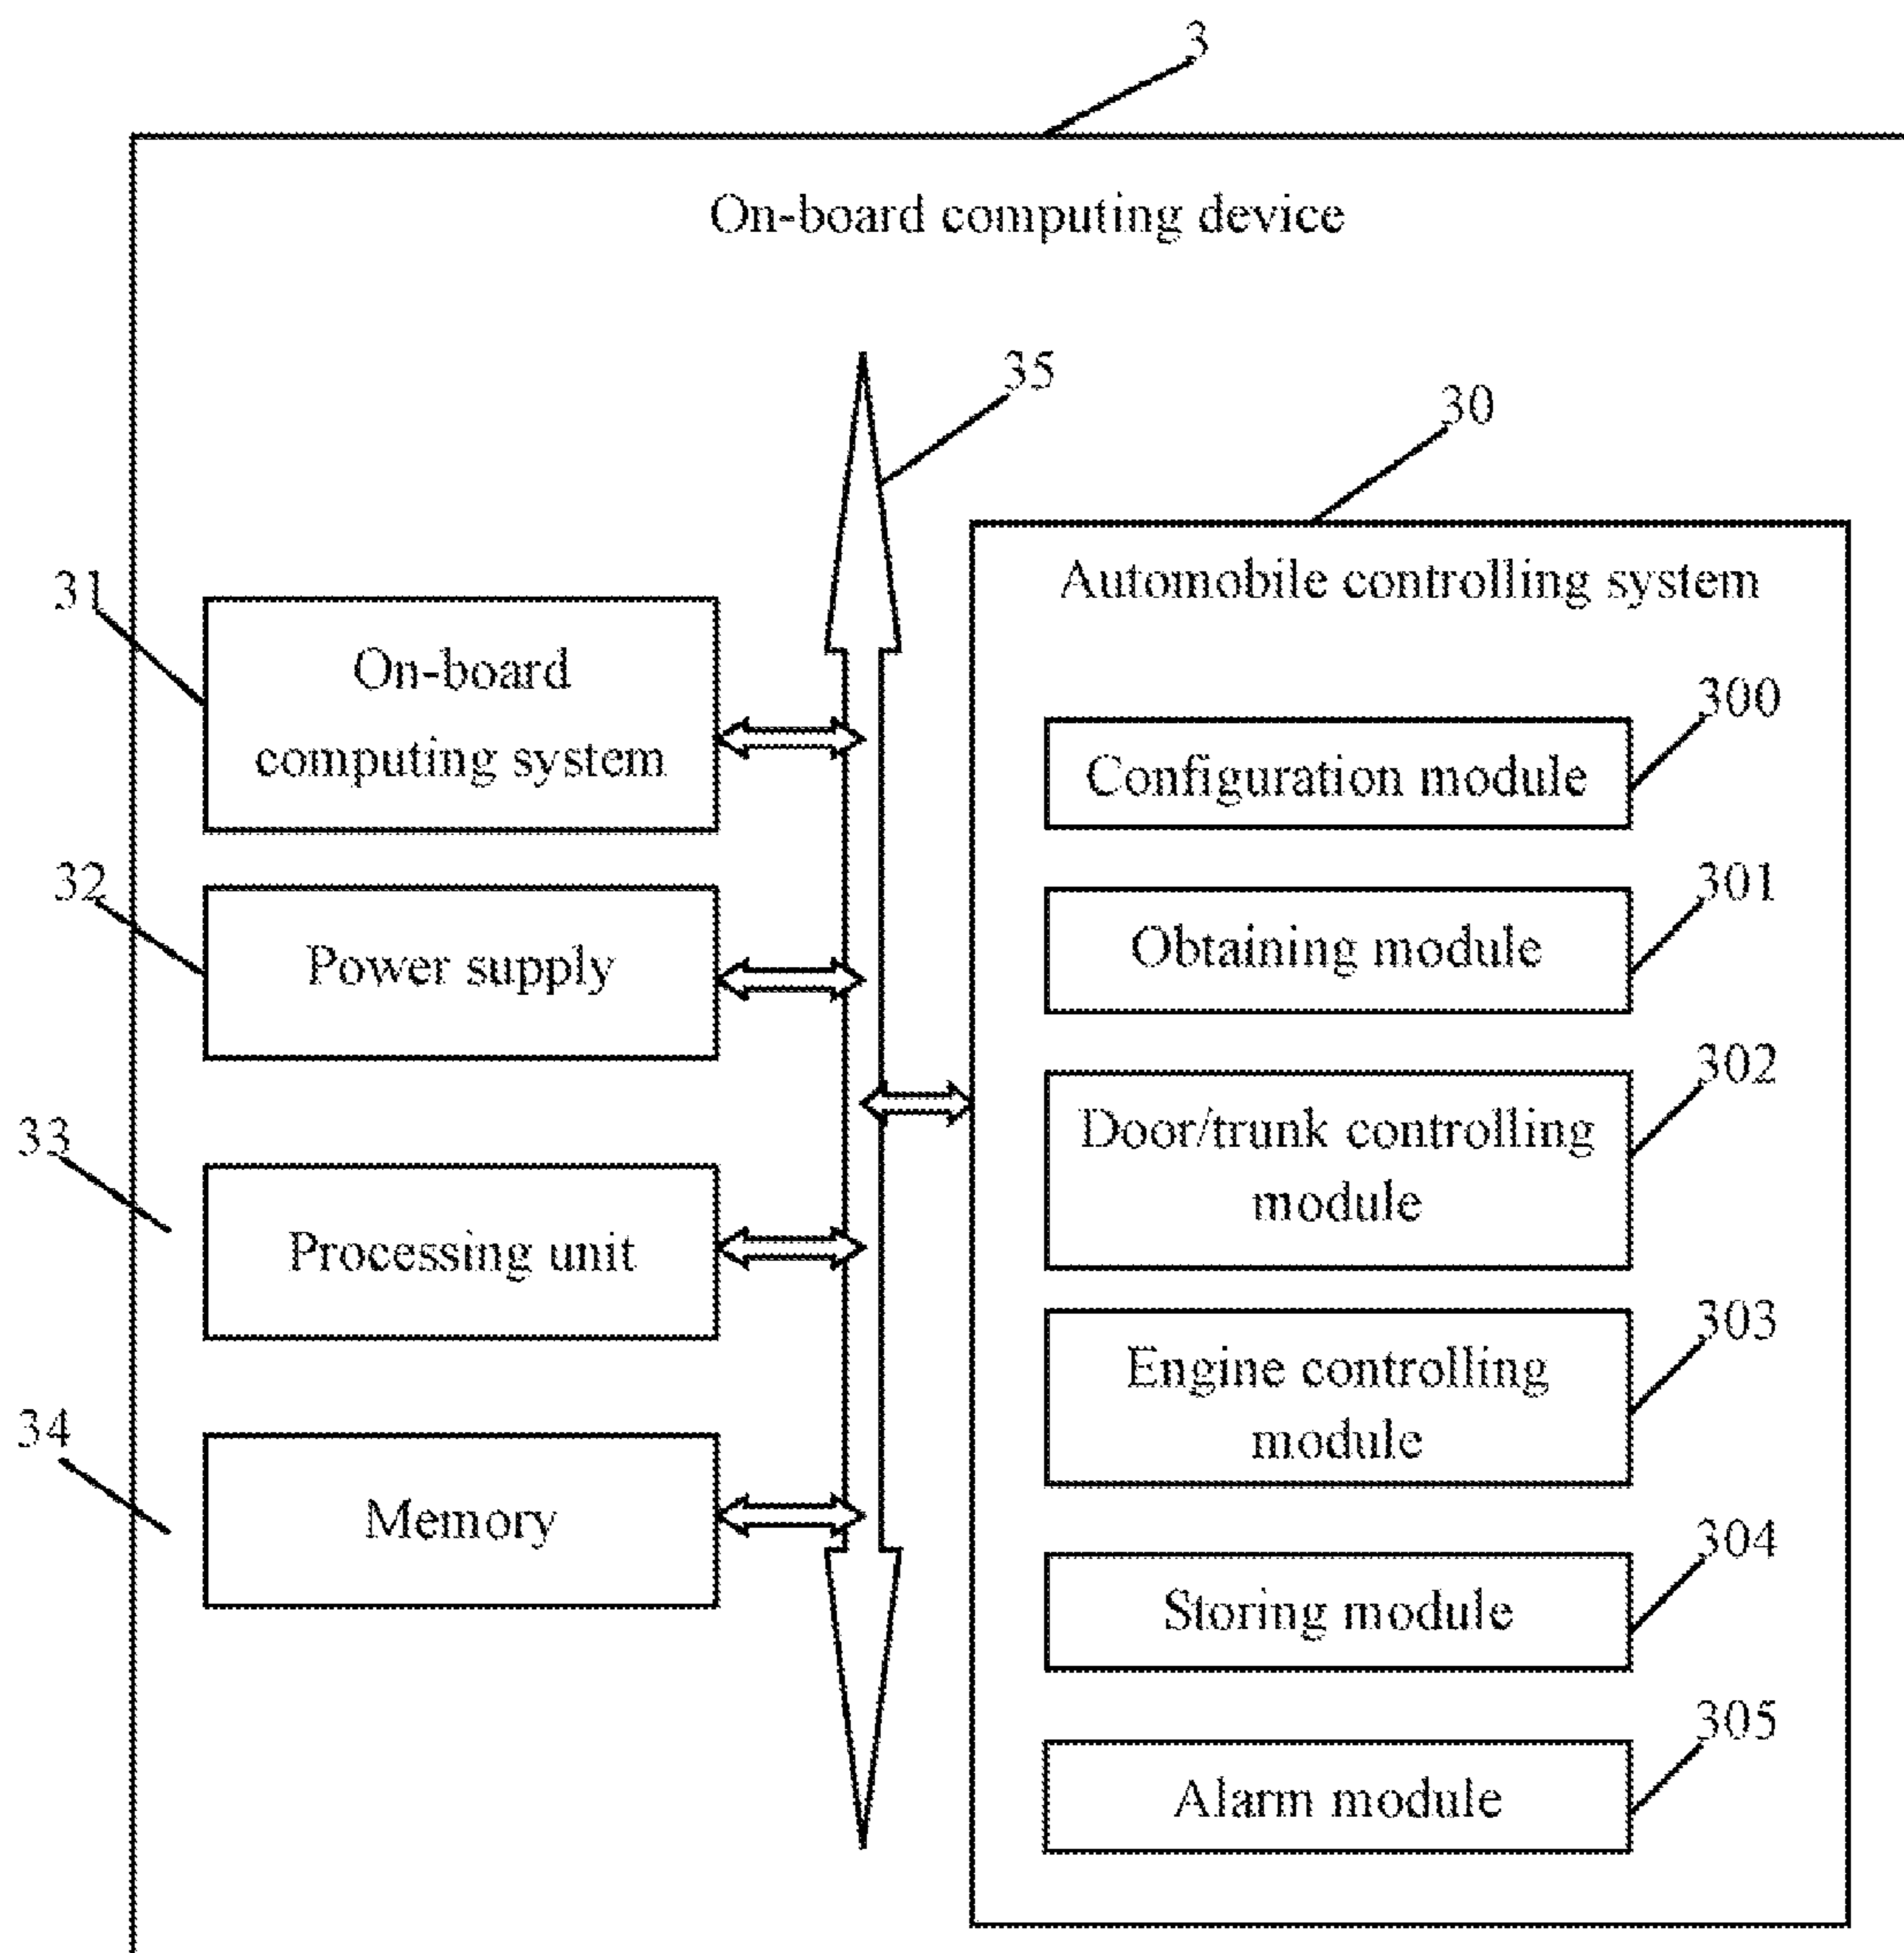 3
On-board computing device
35
30
Automobile controlling system
31
On-board
computing system
32
Power supply
33
Processing unit
34
Memory
300
Configuration module
301
Obtaining module
302
Door/trunk controlling
module
303
Engine controlling
module
304
Storing module
305
Alarm module